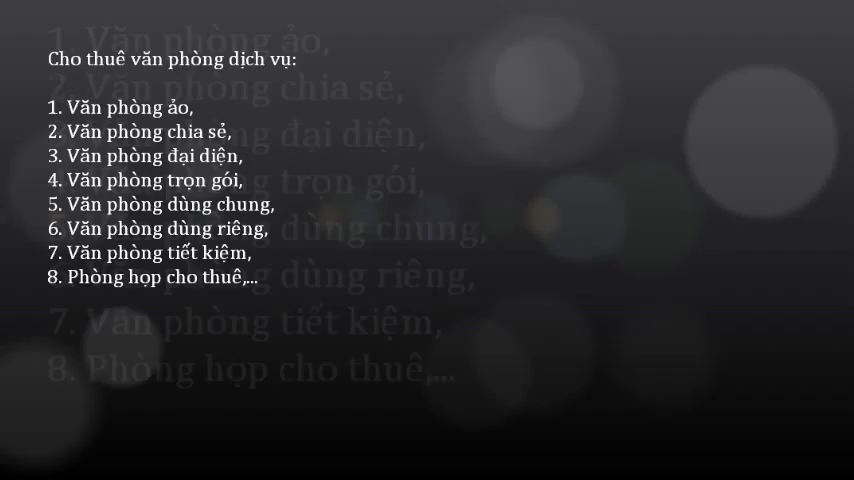 Cho thuê văn phòng dịch vụ:
1. Văn phòng ảo,
2. Văn phòng chia sẻ,
3. Văn phòng đại diện,
4. Văn phòng trọn gói,
5. Văn phòng dùng chung,
6. Văn phòng dùng riêng,
7. Văn phòng tiết kiệm,
8. Phòng họp cho thuê,...